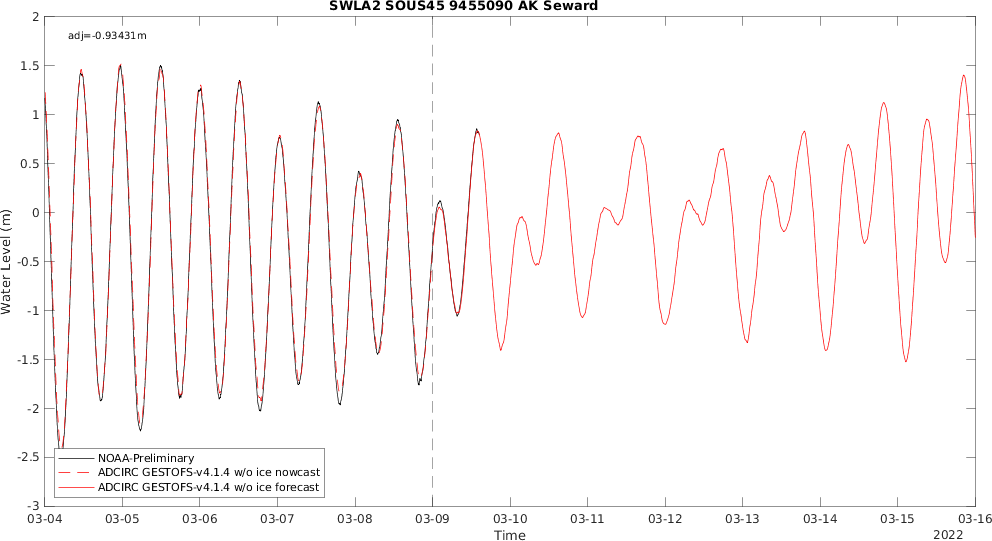 SWLA2 SOUS45 9455090 AK Seward
adj=-0.93431m
2
1.5
1
0.5
0
-0.5
-1
-1.5
-2
-2.5
-3
Water Level (m)
NOAA-Preliminary
ADCIRC GESTOFS-v4.1.4 w/o ice nowcast
ADCIRC GESTOFS-v4.1.4 w/o ice forecast
03-04 03-05 03-06 03-07 03-08 03-09 03-10 03-11 03-12 03-13 03-14 03-15 03-16
Time
2022